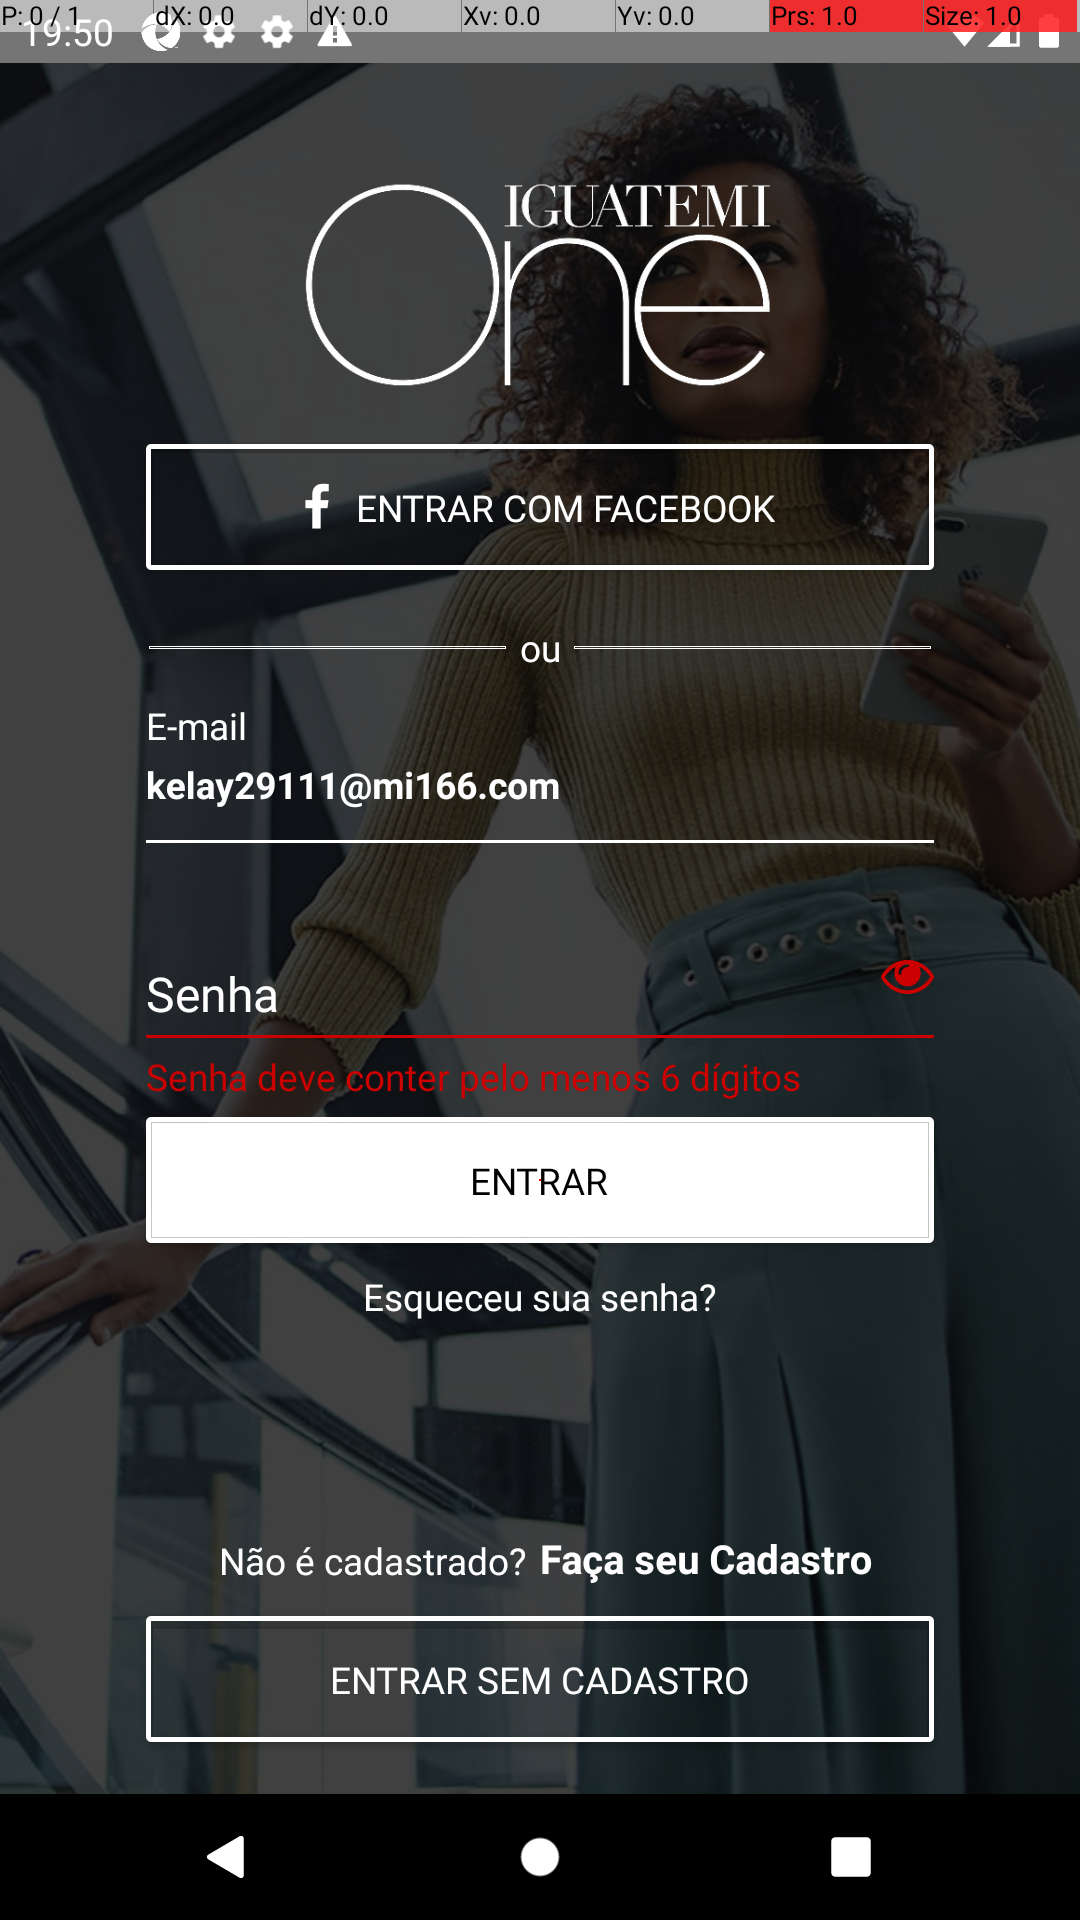 P: 0 / 1 dX: 0.0 dY: 0.0 Xv: 0.0 Yv: 0.0 Prs: 1.0 Size: 1.0
19:50
IGUATEMI
One
ENTRAR COM FACEBOOK
ou
E-mail
kelay29111@mi166.com
Senha
Senha deve conter pelo menos 6 dígitos
ENTRAR
Esqueceu sua senha?
Não é cadastrado? Faça seu Cadastro
ENTRAR SEM CADASTRO